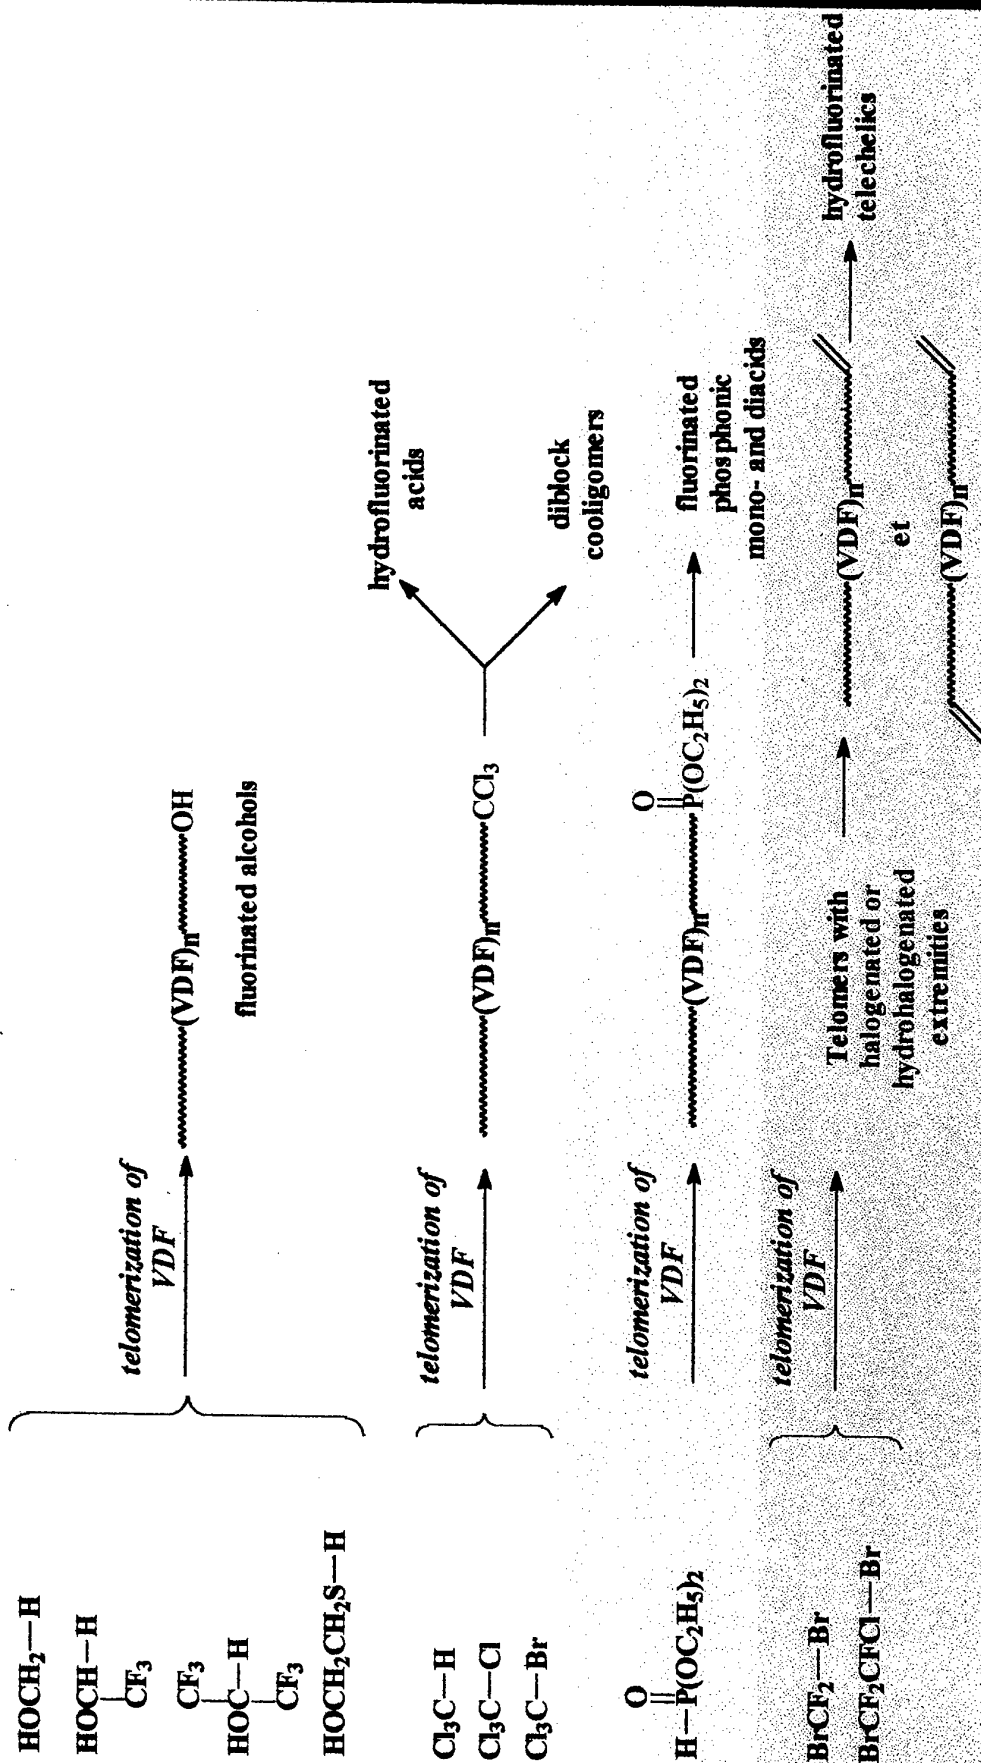 HOCH2—H
HOCH—H
CF3
CF3
HOC—H
CF3
HOCH2CH2S—H
telomerization of
VDF
(VDF)n OH
fluorinated alcohols
Cl3C—H
Cl3C—Cl
Cl3C—Br
telomerization of
VDF
(VDF)n CCl3
hydrofluorinated
acids
diblock
cooligomers
O
H—P(OC2H5)2
telomerization of
VDF
O
(VDF)n P(OC2H5)2
fluorinated
phosphonic
mono- and diacids
BrCF2—Br
BrCF2CFCl—Br
telomerization of
VDF
Telomers with
halogenated or
hydrohalogenated
extremities
(VDF)n
et
(VDF)n
hydrofluorinated
telechelics